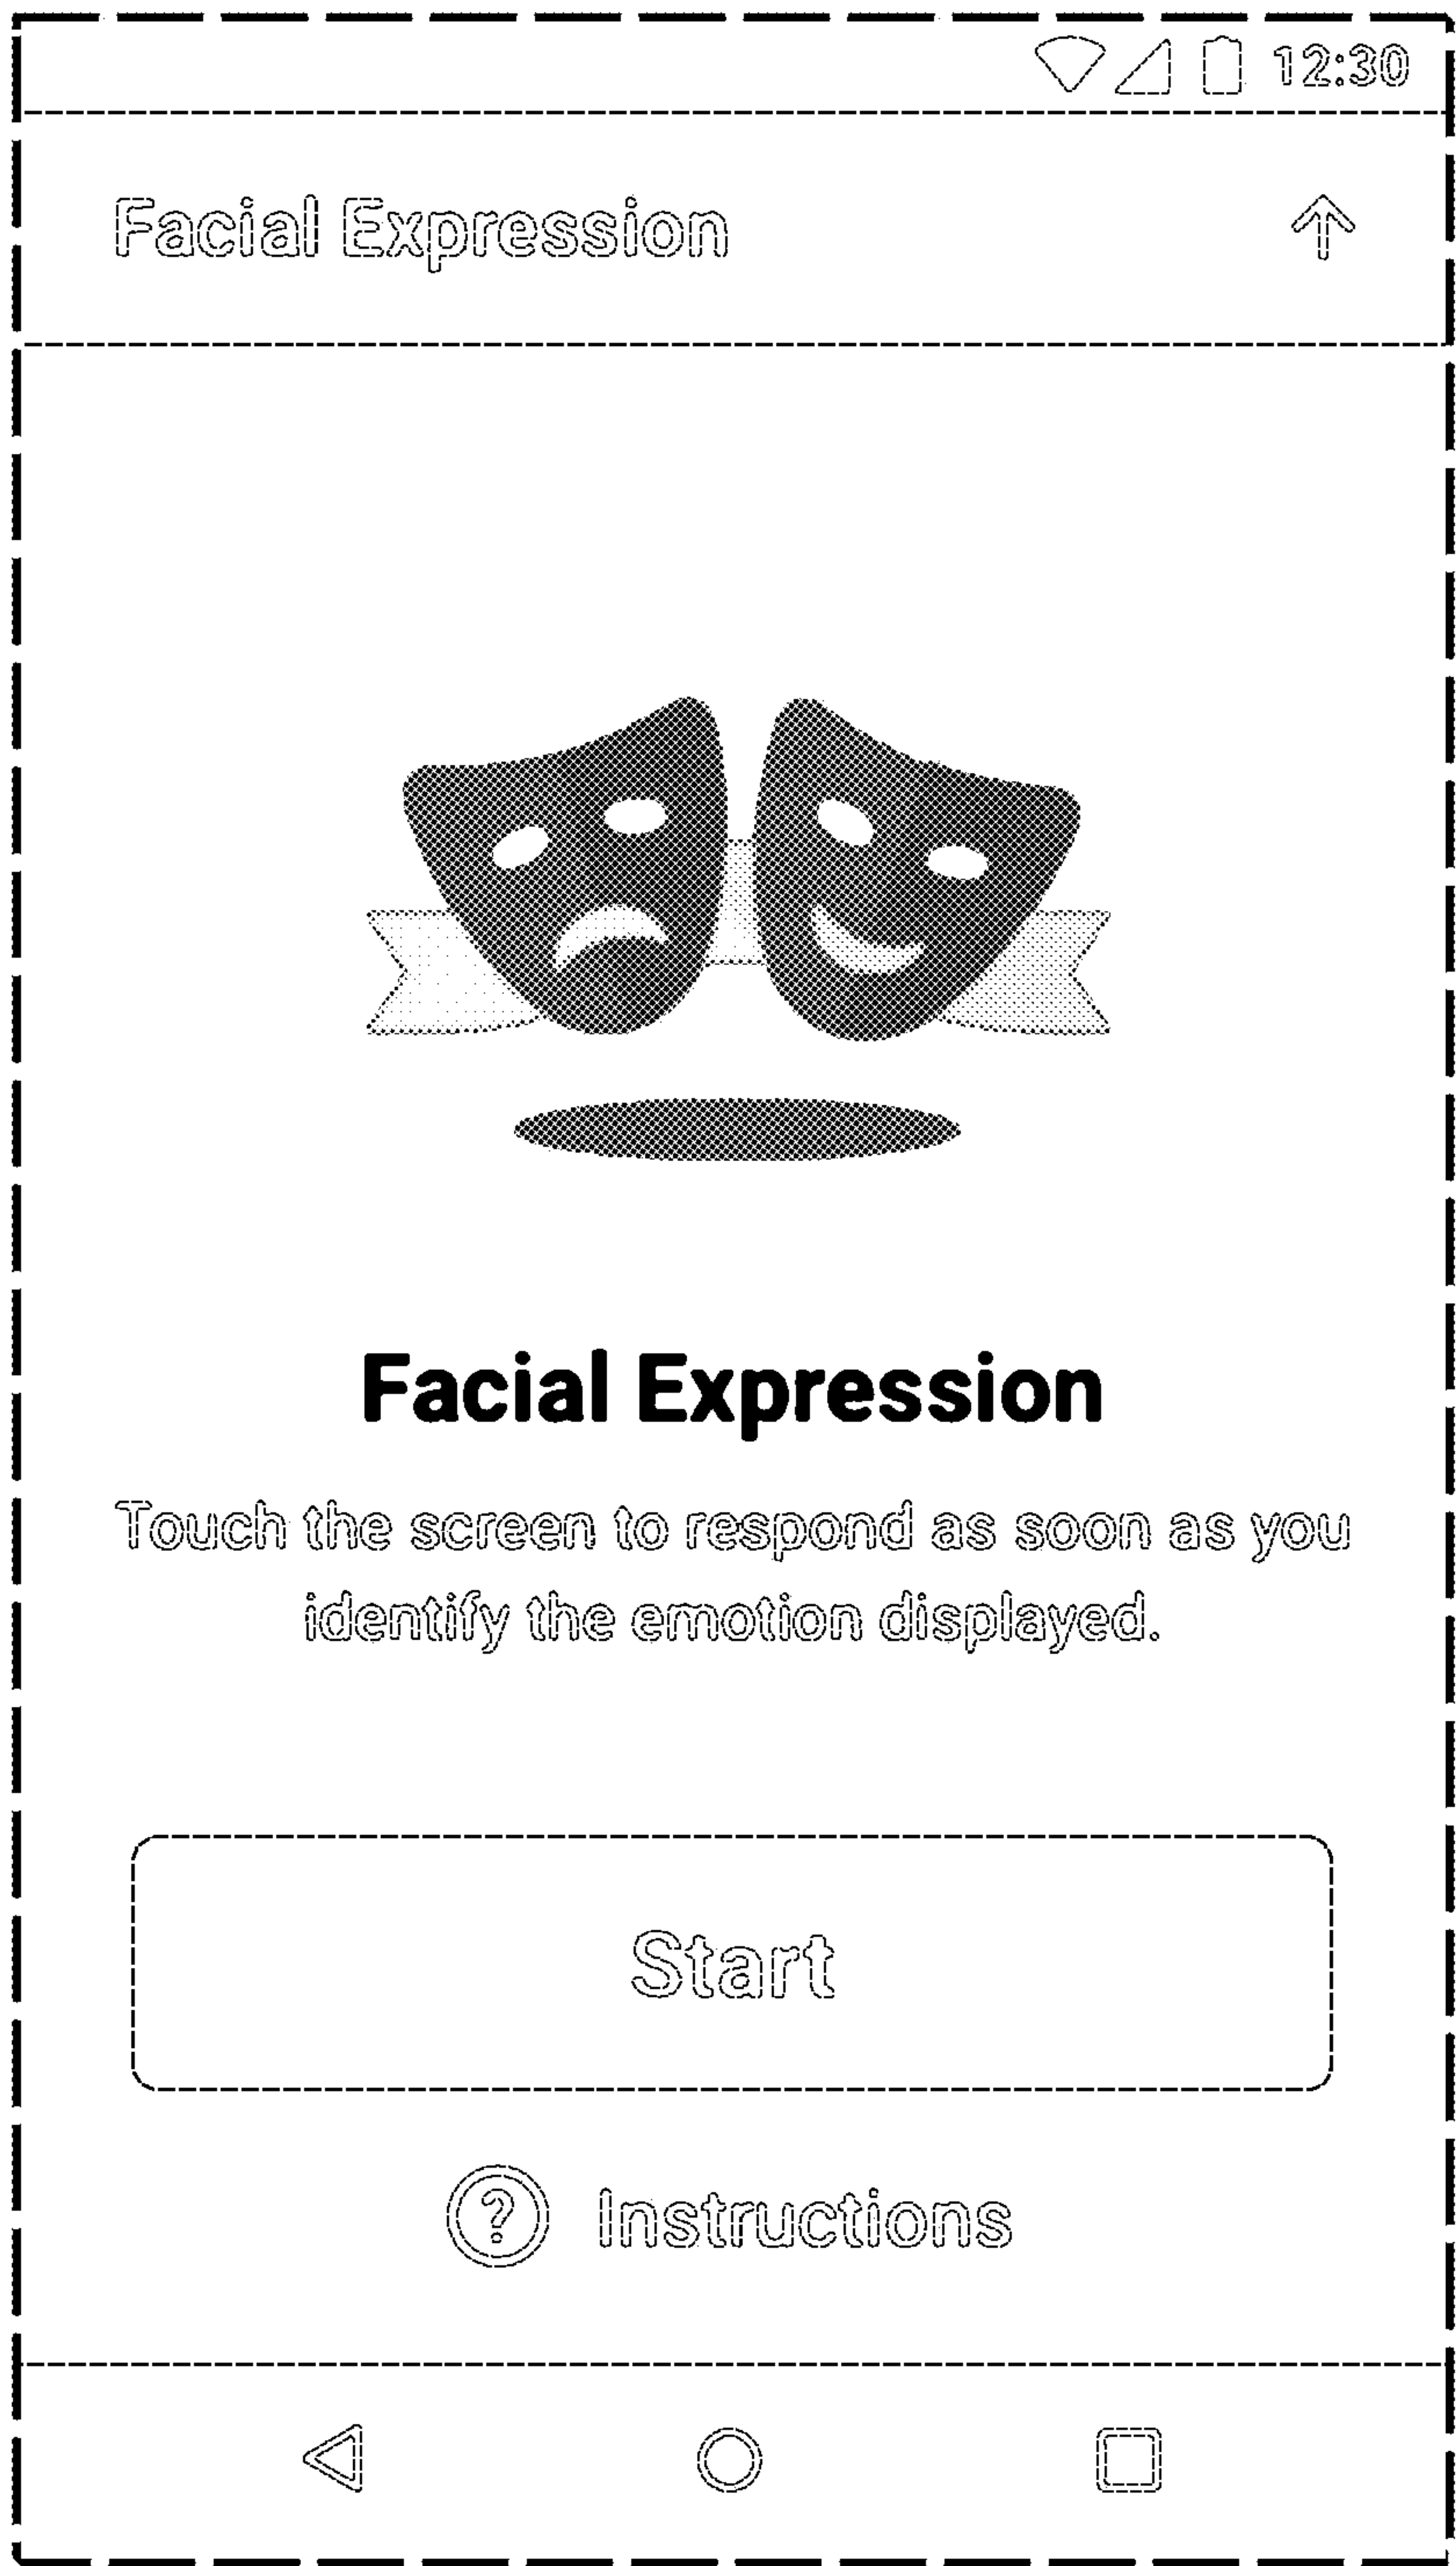 12:30
Facial Expression
Facial Expression
Touch the screen to respond as soon as you
identify the emotion displayed.
Start
? Instructions